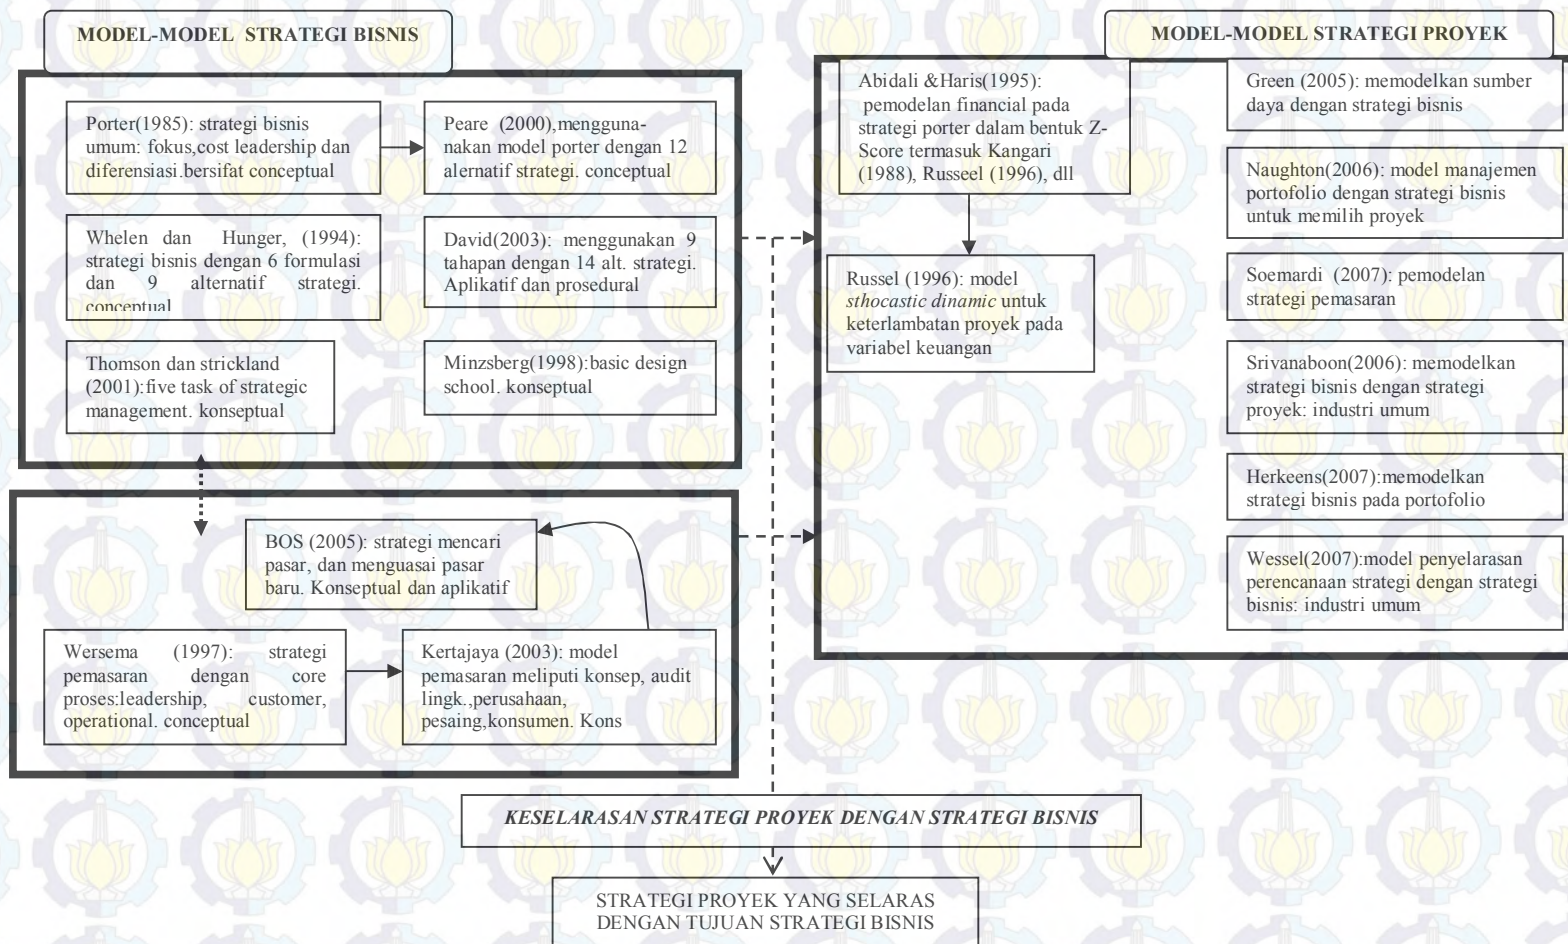 MODEL-MODEL STRATEGI BISNIS
Porter(1985): strategi bisnis
umum: fokus,cost leadership dan
diferensiasi.bersifat conceptual
Peare (2000),mengguna-
nakan model porter dengan 12
alernatif strategi. conceptual
Whelen dan Hunger, (1994):
strategi bisnis dengan 6 formulasi
dan 9 alternatif strategi.
conceptual
David(2003): menggunakan 9
tahapan dengan 14 alt. strategi.
Aplikatif dan prosedural
Thomson dan strickland
(2001):five task of strategic
management. konseptual
Minzsberg(1998):basic design
school. konseptual
BOS (2005): strategi mencari
pasar, dan menguasai pasar
baru. Konseptual dan aplikatif
Wersema (1997): strategi
pemasaran dengan core
proses:leadership, customer,
operational. conceptual
Kertajaya (2003): model
pemasaran meliputi konsep, audit
lingk.,perusahaan,
pesaing,konsumen. Kons
MODEL-MODEL STRATEGI PROYEK
Abidali &Haris(1995):
pemodelan financial pada
strategi porter dalam bentuk Z-
Score termasuk Kangari
(1988), Russeel (1996), dll
Russel (1996): model
sthocastic dinamic untuk
keterlambatan proyek pada
variabel keuangan
Green (2005): memodelkan sumber
daya dengan strategi bisnis
Naughton(2006): model manajemen
portofolio dengan strategi bisnis
untuk memilih proyek
Soemardi (2007): pemodelan
strategi pemasaran
Srivanaboon(2006): memodelkan
strategi bisnis dengan strategi
proyek: industri umum
Herkeens(2007):memodelkan
strategi bisnis pada portofolio
Wessel(2007):model penyelarasan
perencanaan strategi dengan strategi
bisnis: industri umum
KESELARASAN STRATEGI PROYEK DENGAN STRATEGI BISNIS
STRATEGI PROYEK YANG SELARAS
DENGAN TUJUAN STRATEGI BISNIS